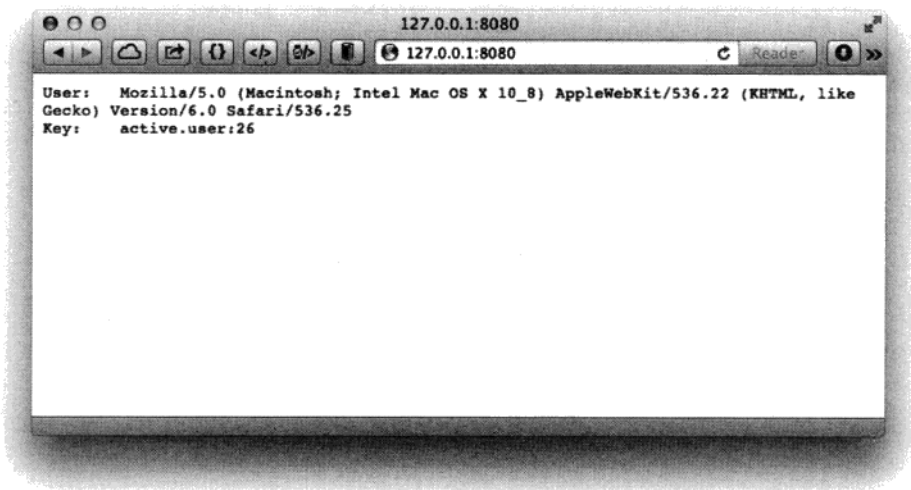 127.0.0.1:8080
127.0.0.1:8080 Reader
User: Mozilla/5.0 (Macintosh; Intel Mac OS X 10_8) AppleWebKit/536.22 (KHTML, like
Gecko) Version/6.0 Safari/536.25
Key: active.user:26